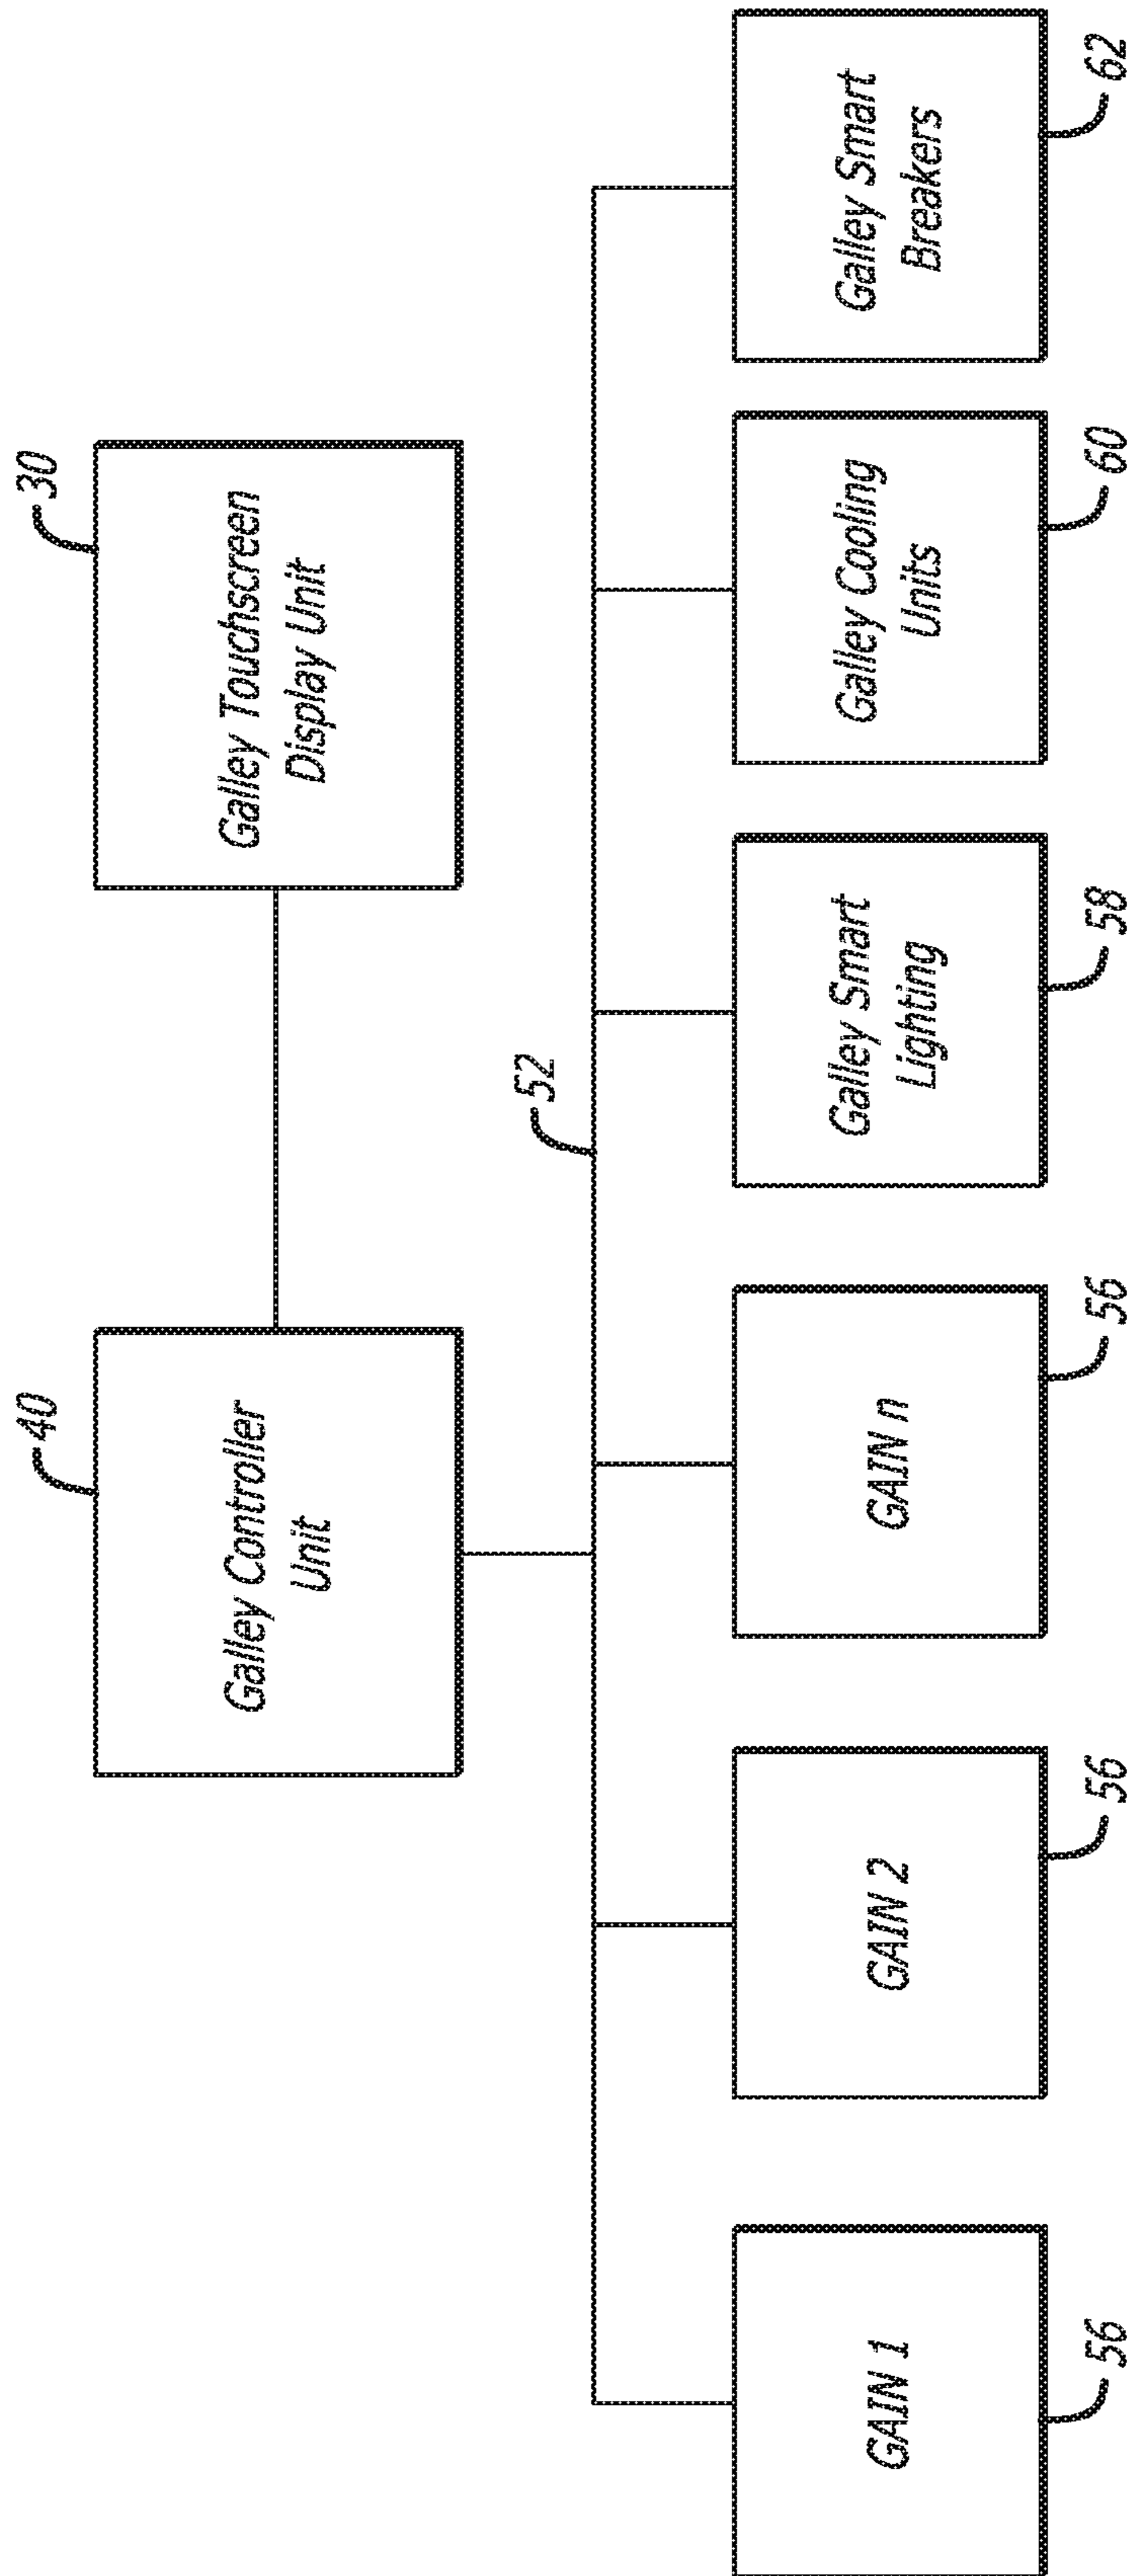 40
Galley Controller
Unit
30
Galley Touchscreen
Display Unit
52
GAIN 1
56
GAIN 2
56
GAIN n
56
Galley Smart
Lighting
58
Galley Cooling
Units
60
Galley Smart
Breakers
62